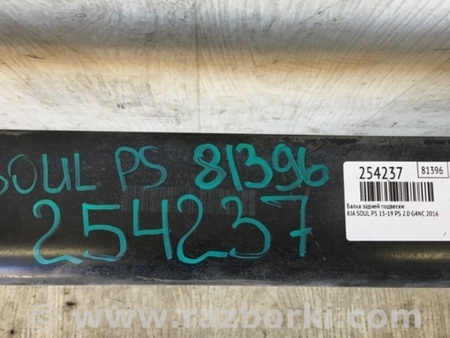 SOUL PS 81396
254237
254237 81396
Балка задней подвески
KIA SOUL PS 13-19 PS 2.0 G4NC 2016
www.razborki.com